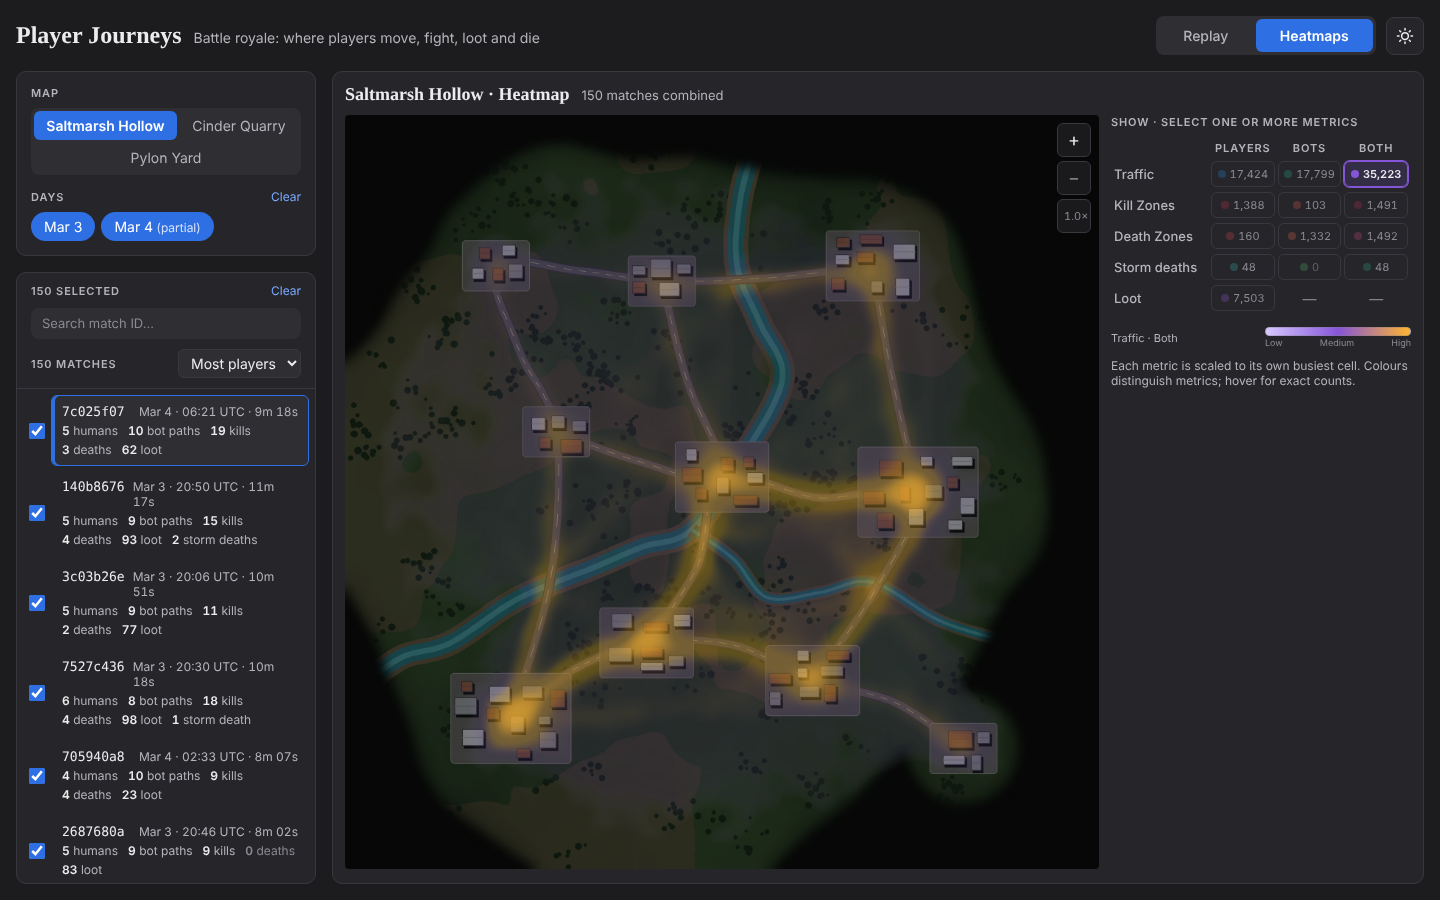 Player Journeys Battle royale: where players move, fight, loot and die
Replay Heatmaps
MAP
Saltmarsh Hollow Cinder Quarry
Pylon Yard
DAYS Clear
Mar 3 Mar 4 (partial)
150 SELECTED Clear
Search match ID...
150 MATCHES Most players
7c025f07 Mar 4 · 06:21 UTC · 9m 18s
5 humans 10 bot paths 19 kills
3 deaths 62 loot
140b8676 Mar 3 · 20:50 UTC · 11m
17s
5 humans 9 bot paths 15 kills
4 deaths 93 loot 2 storm deaths
3c03b26e Mar 3 · 20:06 UTC · 10m
51s
5 humans 9 bot paths 11 kills
2 deaths 77 loot
7527c436 Mar 3 · 20:30 UTC · 10m
18s
6 humans 8 bot paths 18 kills
4 deaths 98 loot 1 storm death
705940a8 Mar 4 · 02:33 UTC · 8m 07s
4 humans 10 bot paths 9 kills
4 deaths 23 loot
2687680a Mar 3 · 20:46 UTC · 8m 02s
5 humans 9 bot paths 9 kills 0 deaths
83 loot
Saltmarsh Hollow · Heatmap 150 matches combined
+
−
1.0×
SHOW · SELECT ONE OR MORE METRICS
PLAYERS BOTS BOTH
Traffic 17,424 17,799 35,223
Kill Zones 1,388 103 1,491
Death Zones 160 1,332 1,492
Storm deaths 48 0 48
Loot 7,503 — —
Traffic · Both
Low Medium High
Each metric is scaled to its own busiest cell. Colours
distinguish metrics; hover for exact counts.